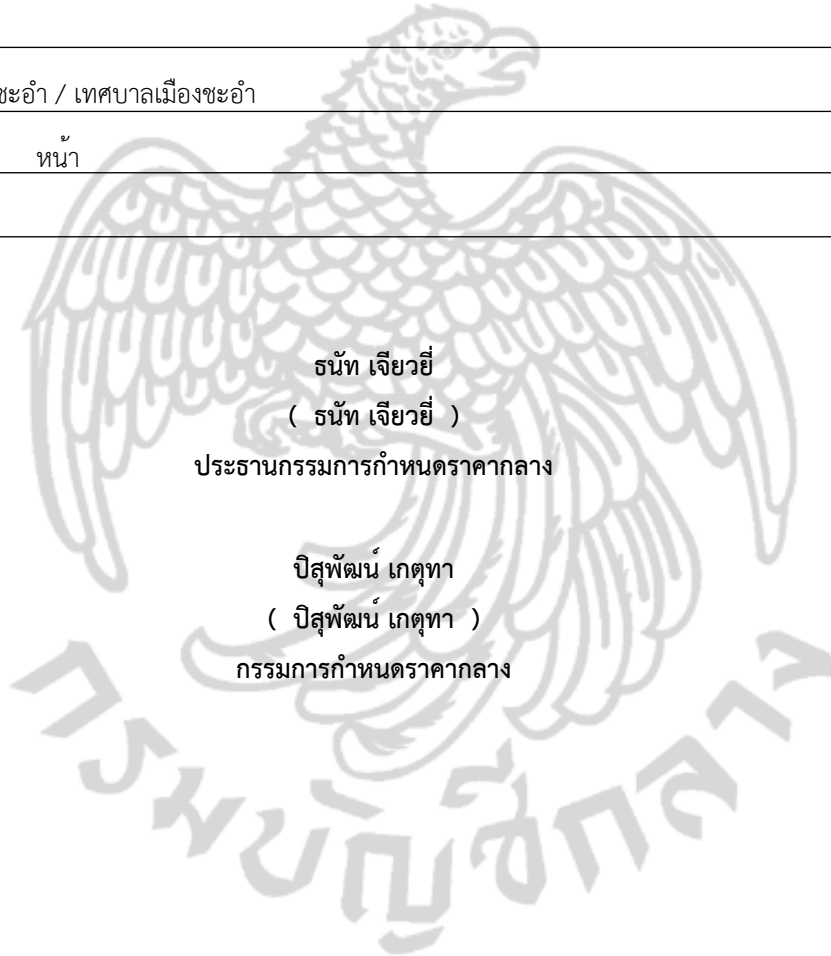 ชะอำ / เทศบาลเมืองชะอำ
หน้า
ธนัท เจียวยี่
( ธนัท เจียวยี่ )
ประธานกรรมการกำหนดราคากลาง
ปิสุพัฒน์ เกตุทา
( ปิสุพัฒน์ เกตุทา )
กรรมการกำหนดราคากลาง
กรมบัญชีกลาง